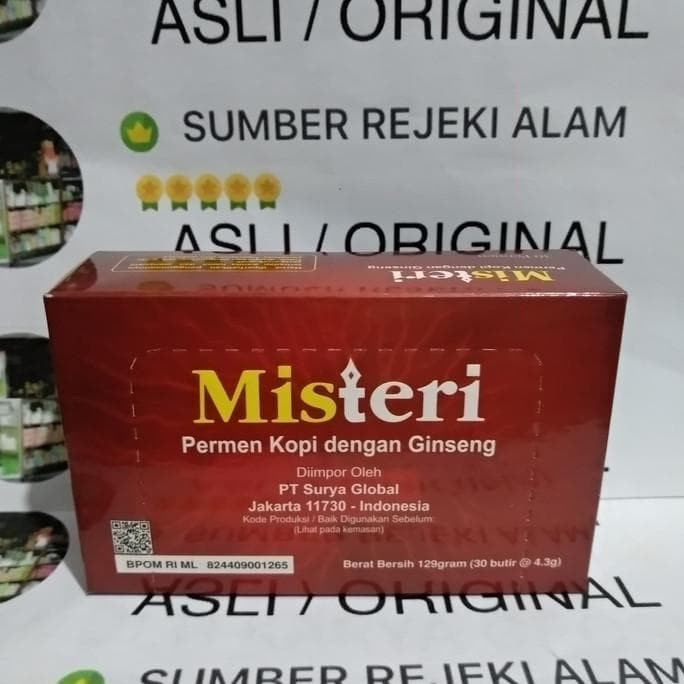 ASLI / ORIGINAL
SUMBER REJEKI ALAM
ASLI / ORIGINAL
Misteri
Permen Kopi dengan Ginseng
Misteri
Permen Kopi dengan Ginseng
Diimpor Oleh
PT Surya Global
Jakarta 11730 - Indonesia
Kode Produksi / Baik Digunakan Sebelum:
(Lihat pada kemasan)
BPOM RI ML 824409001265
Berat Bersih 129gram (30 butir @ 4.3g)
ASLI / ORIGINAL
SUMBER REJEKI ALAM